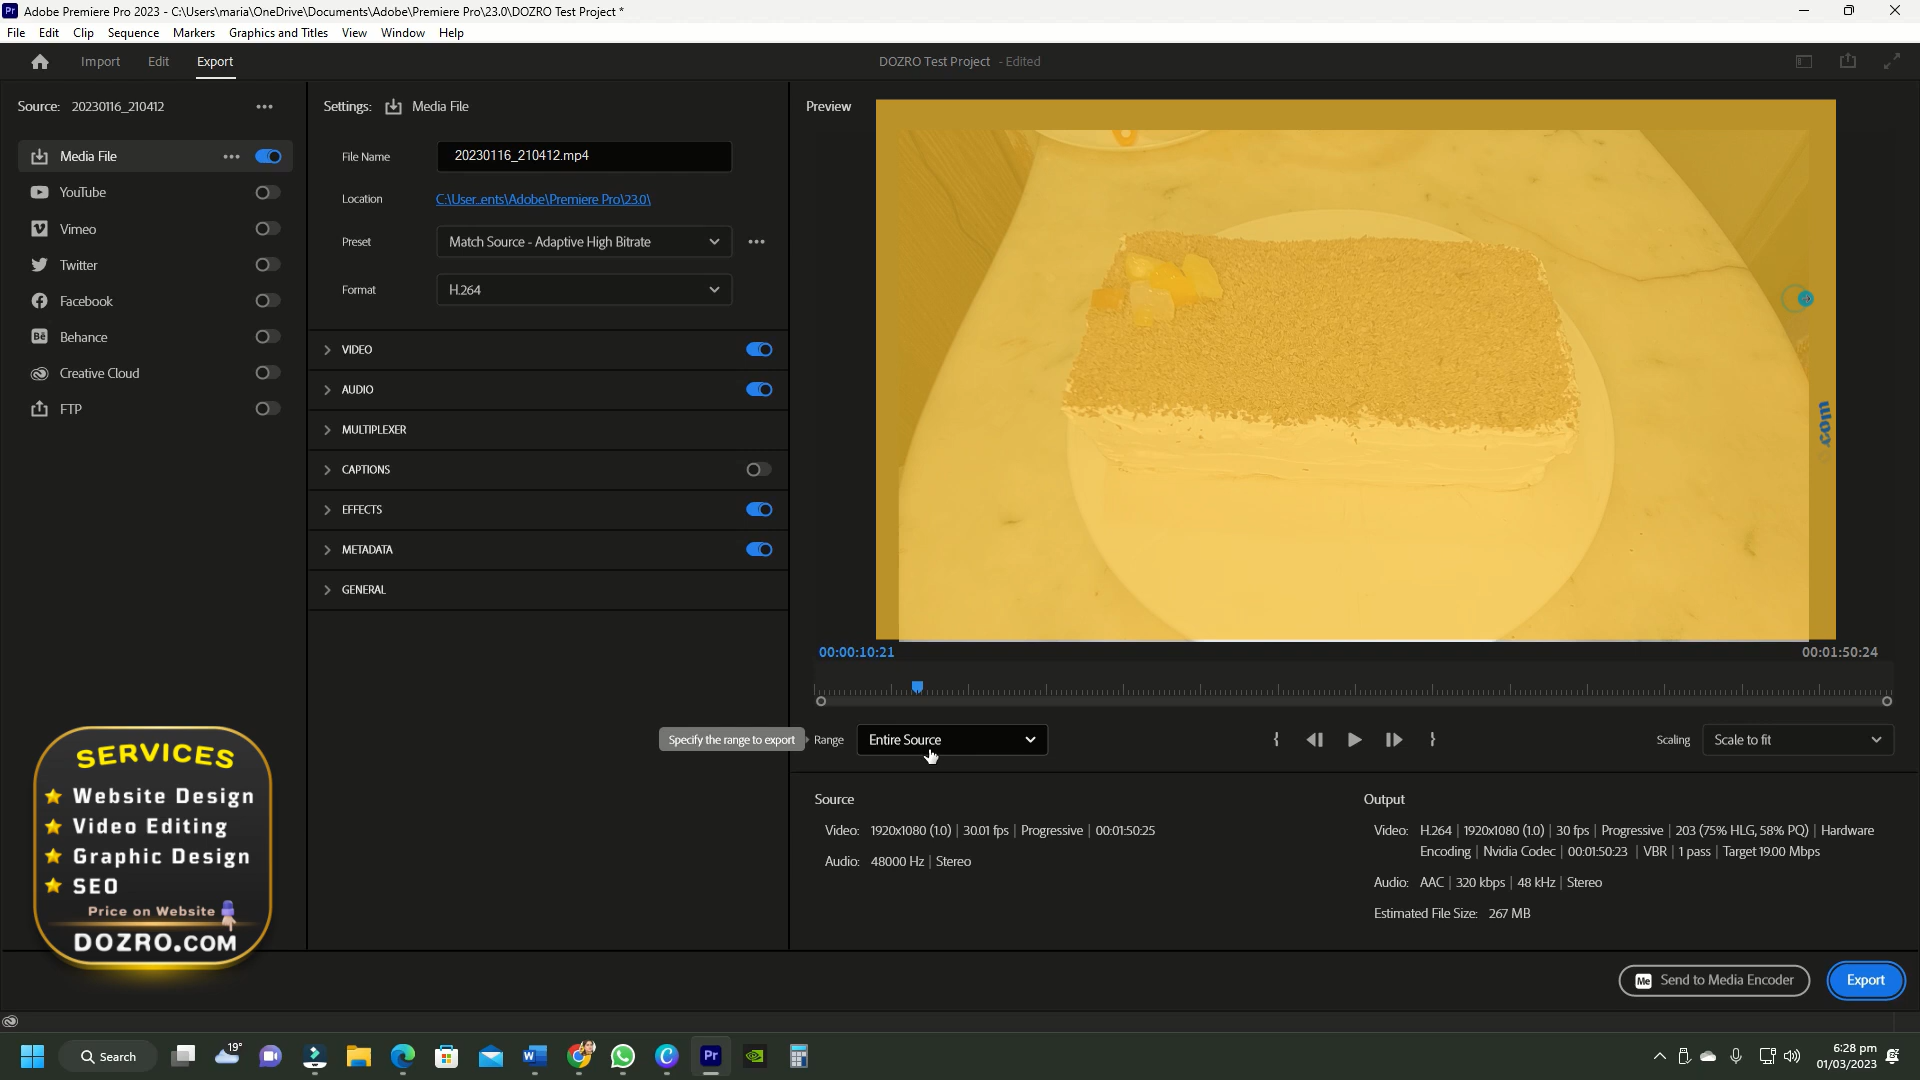 Pr Adobe Premiere Pro 2023 - C:\Users\maria\OneDrive\Documents\Adobe\Premiere Pro\23.0\DOZRO Test Project *
File Edit Clip Sequence Markers Graphics and Titles View Window Help
Import Edit Export DOZRO Test Project - Edited
Source: 20230116_210412 ...
Settings: Media File
Preview
Media File ...
YouTube
Vimeo
Twitter
Facebook
Bē Behance
Creative Cloud
FTP
File Name 20230116_210412.mp4
Location C:\User...ents\Adobe\Premiere Pro\23.0\
Preset Match Source - Adaptive High Bitrate ...
Format H.264
VIDEO
AUDIO
MULTIPLEXER
CAPTIONS
EFFECTS
METADATA
GENERAL
.com
00:00:10:21 00:01:50:24
Specify the range to export
Range Entire Source
Scaling Scale to fit
Source
Video: 1920x1080 (1.0) | 30.01 fps | Progressive | 00:01:50:25
Audio: 48000 Hz | Stereo
Output
Video: H.264 | 1920x1080 (1.0) | 30 fps | Progressive | 203 (75% HLG, 58% PQ) | Hardware
Encoding | Nvidia Codec | 00:01:50:23 | VBR | 1 pass | Target 19.00 Mbps
Audio: AAC | 320 kbps | 48 kHz | Stereo
Estimated File Size: 267 MB
SERVICES
Website Design
Video Editing
Graphic Design
SEO
Price on Website
DOZRO.COM
Me Send to Media Encoder
Export
Search
19°
Pr
6:28 pm
01/03/2023